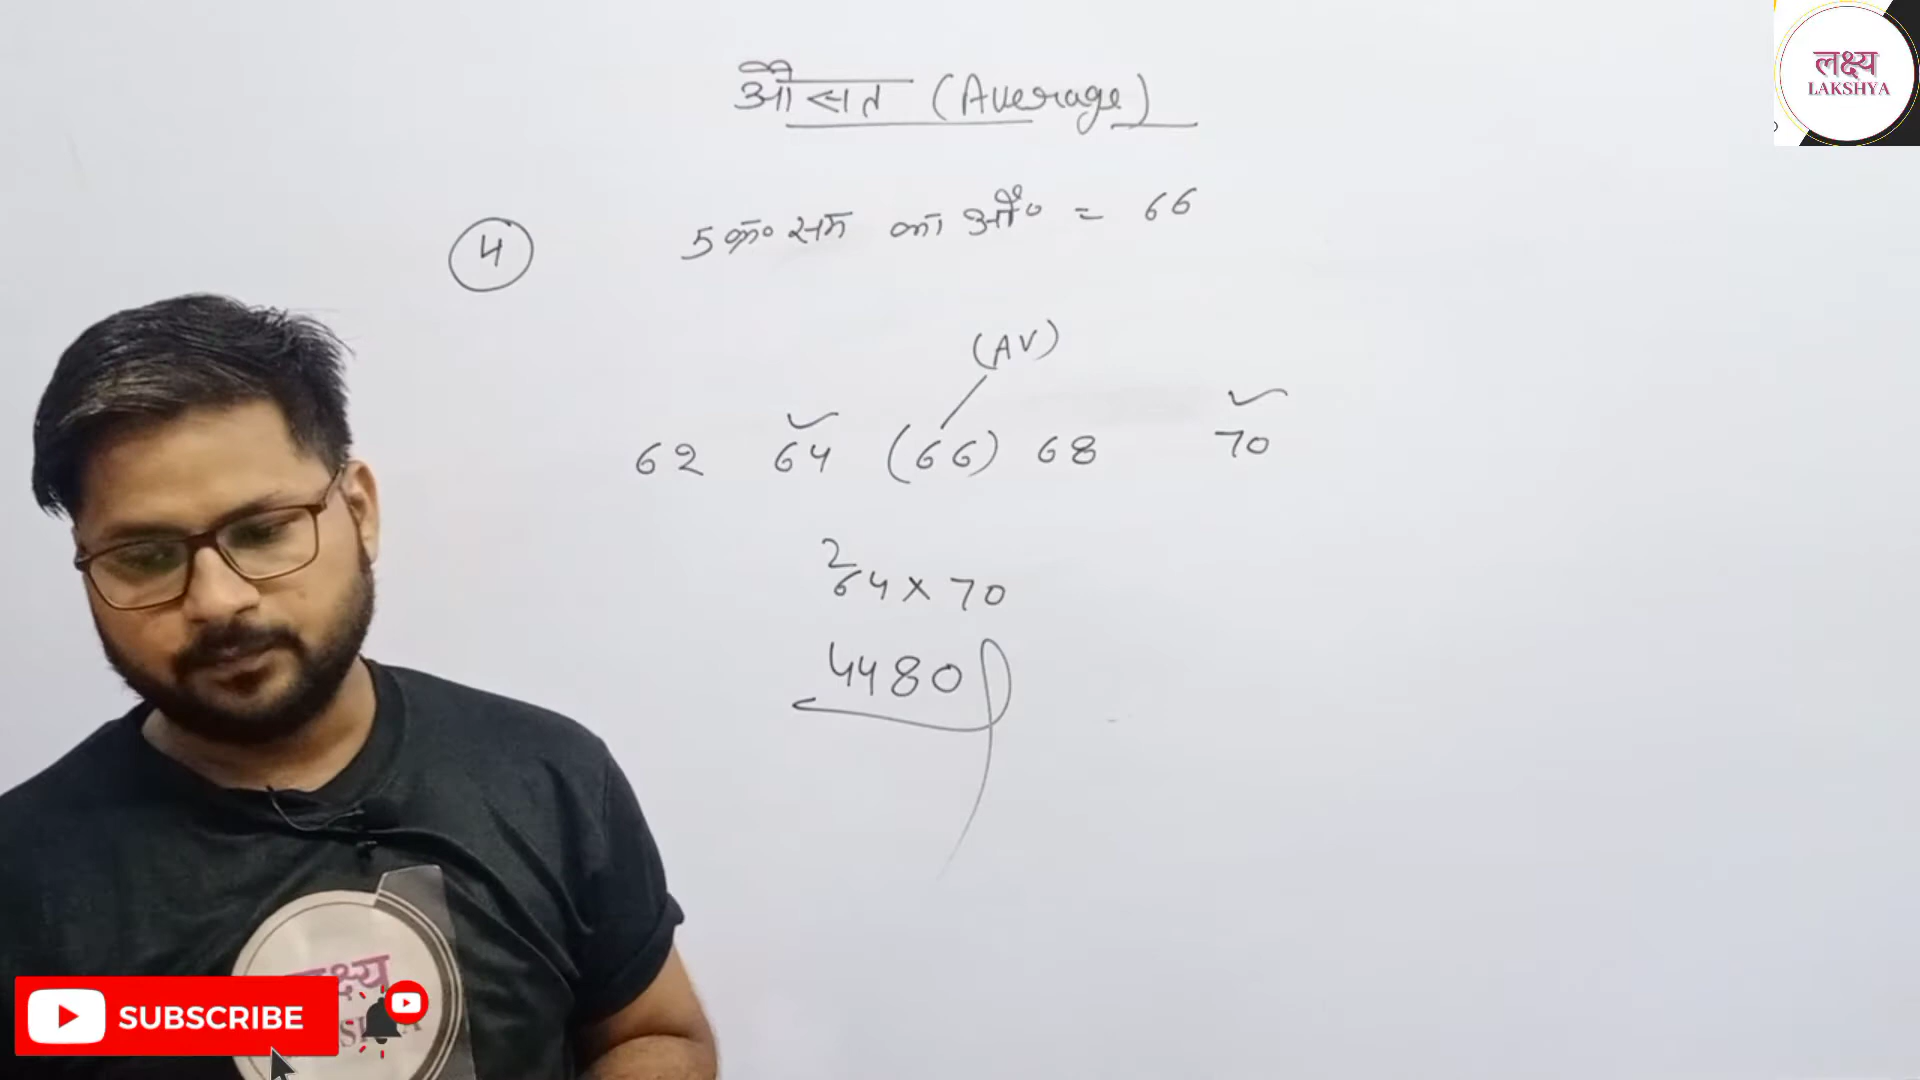 औसत (Average)
4
5 क्र० सम का औ० = 66
(AV)
62 64 (66) 68 70
2
64 × 70
4480
लक्ष्य
LAKSHYA
SUBSCRIBE